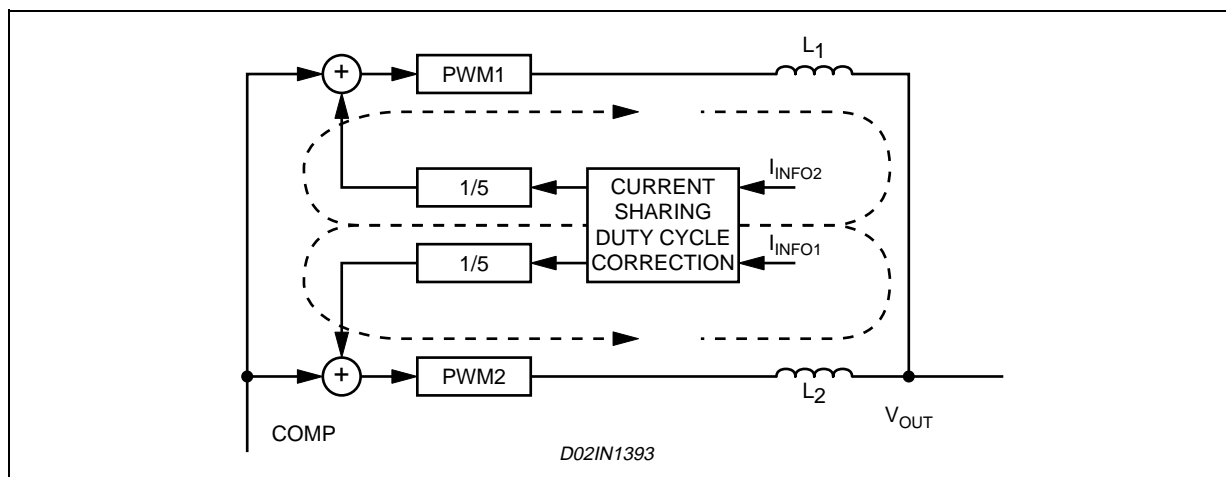 L1
PWM1
IINFO2
1/5
CURRENT
SHARING
DUTY CYCLE
CORRECTION
IINFO1
1/5
PWM2
L2
VOUT
COMP
D02IN1393
+
+